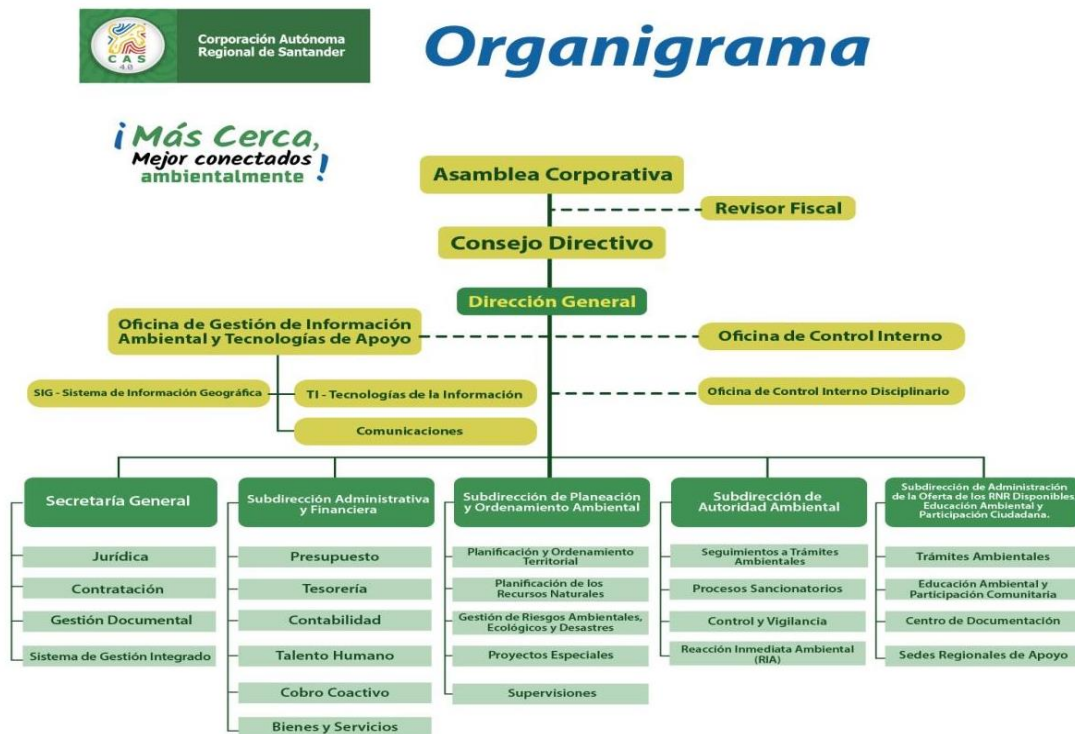 CAS
4.0
Corporación Autónoma
Regional de Santander
Organigrama
¡Más Cerca,
Mejor conectados
ambientalmente!
Asamblea Corporativa
Revisor Fiscal
Consejo Directivo
Dirección General
Oficina de Gestión de Información
Ambiental y Tecnologías de Apoyo
Oficina de Control Interno
SIG - Sistema de Información Geográfica
TI - Tecnologías de la Información
Oficina de Control Interno Disciplinario
Comunicaciones
Secretaría General
Jurídica
Contratación
Gestión Documental
Sistema de Gestión Integrado
Subdirección Administrativa
y Financiera
Presupuesto
Tesorería
Contabilidad
Talento Humano
Cobro Coactivo
Bienes y Servicios
Subdirección de Planeación
y Ordenamiento Ambiental
Planificación y Ordenamiento
Territorial
Planificación de los
Recursos Naturales
Gestión de Riesgos Ambientales,
Ecológicos y Desastres
Proyectos Especiales
Supervisiones
Subdirección de
Autoridad Ambiental
Seguimientos a Trámites
Ambientales
Procesos Sancionatorios
Control y Vigilancia
Reacción Inmediata Ambiental
(RIA)
Subdirección de Administración
de la Oferta de los RNR Disponibles,
Educación Ambiental y
Participación Ciudadana.
Trámites Ambientales
Educación Ambiental y
Participación Comunitaria
Centro de Documentación
Sedes Regionales de Apoyo